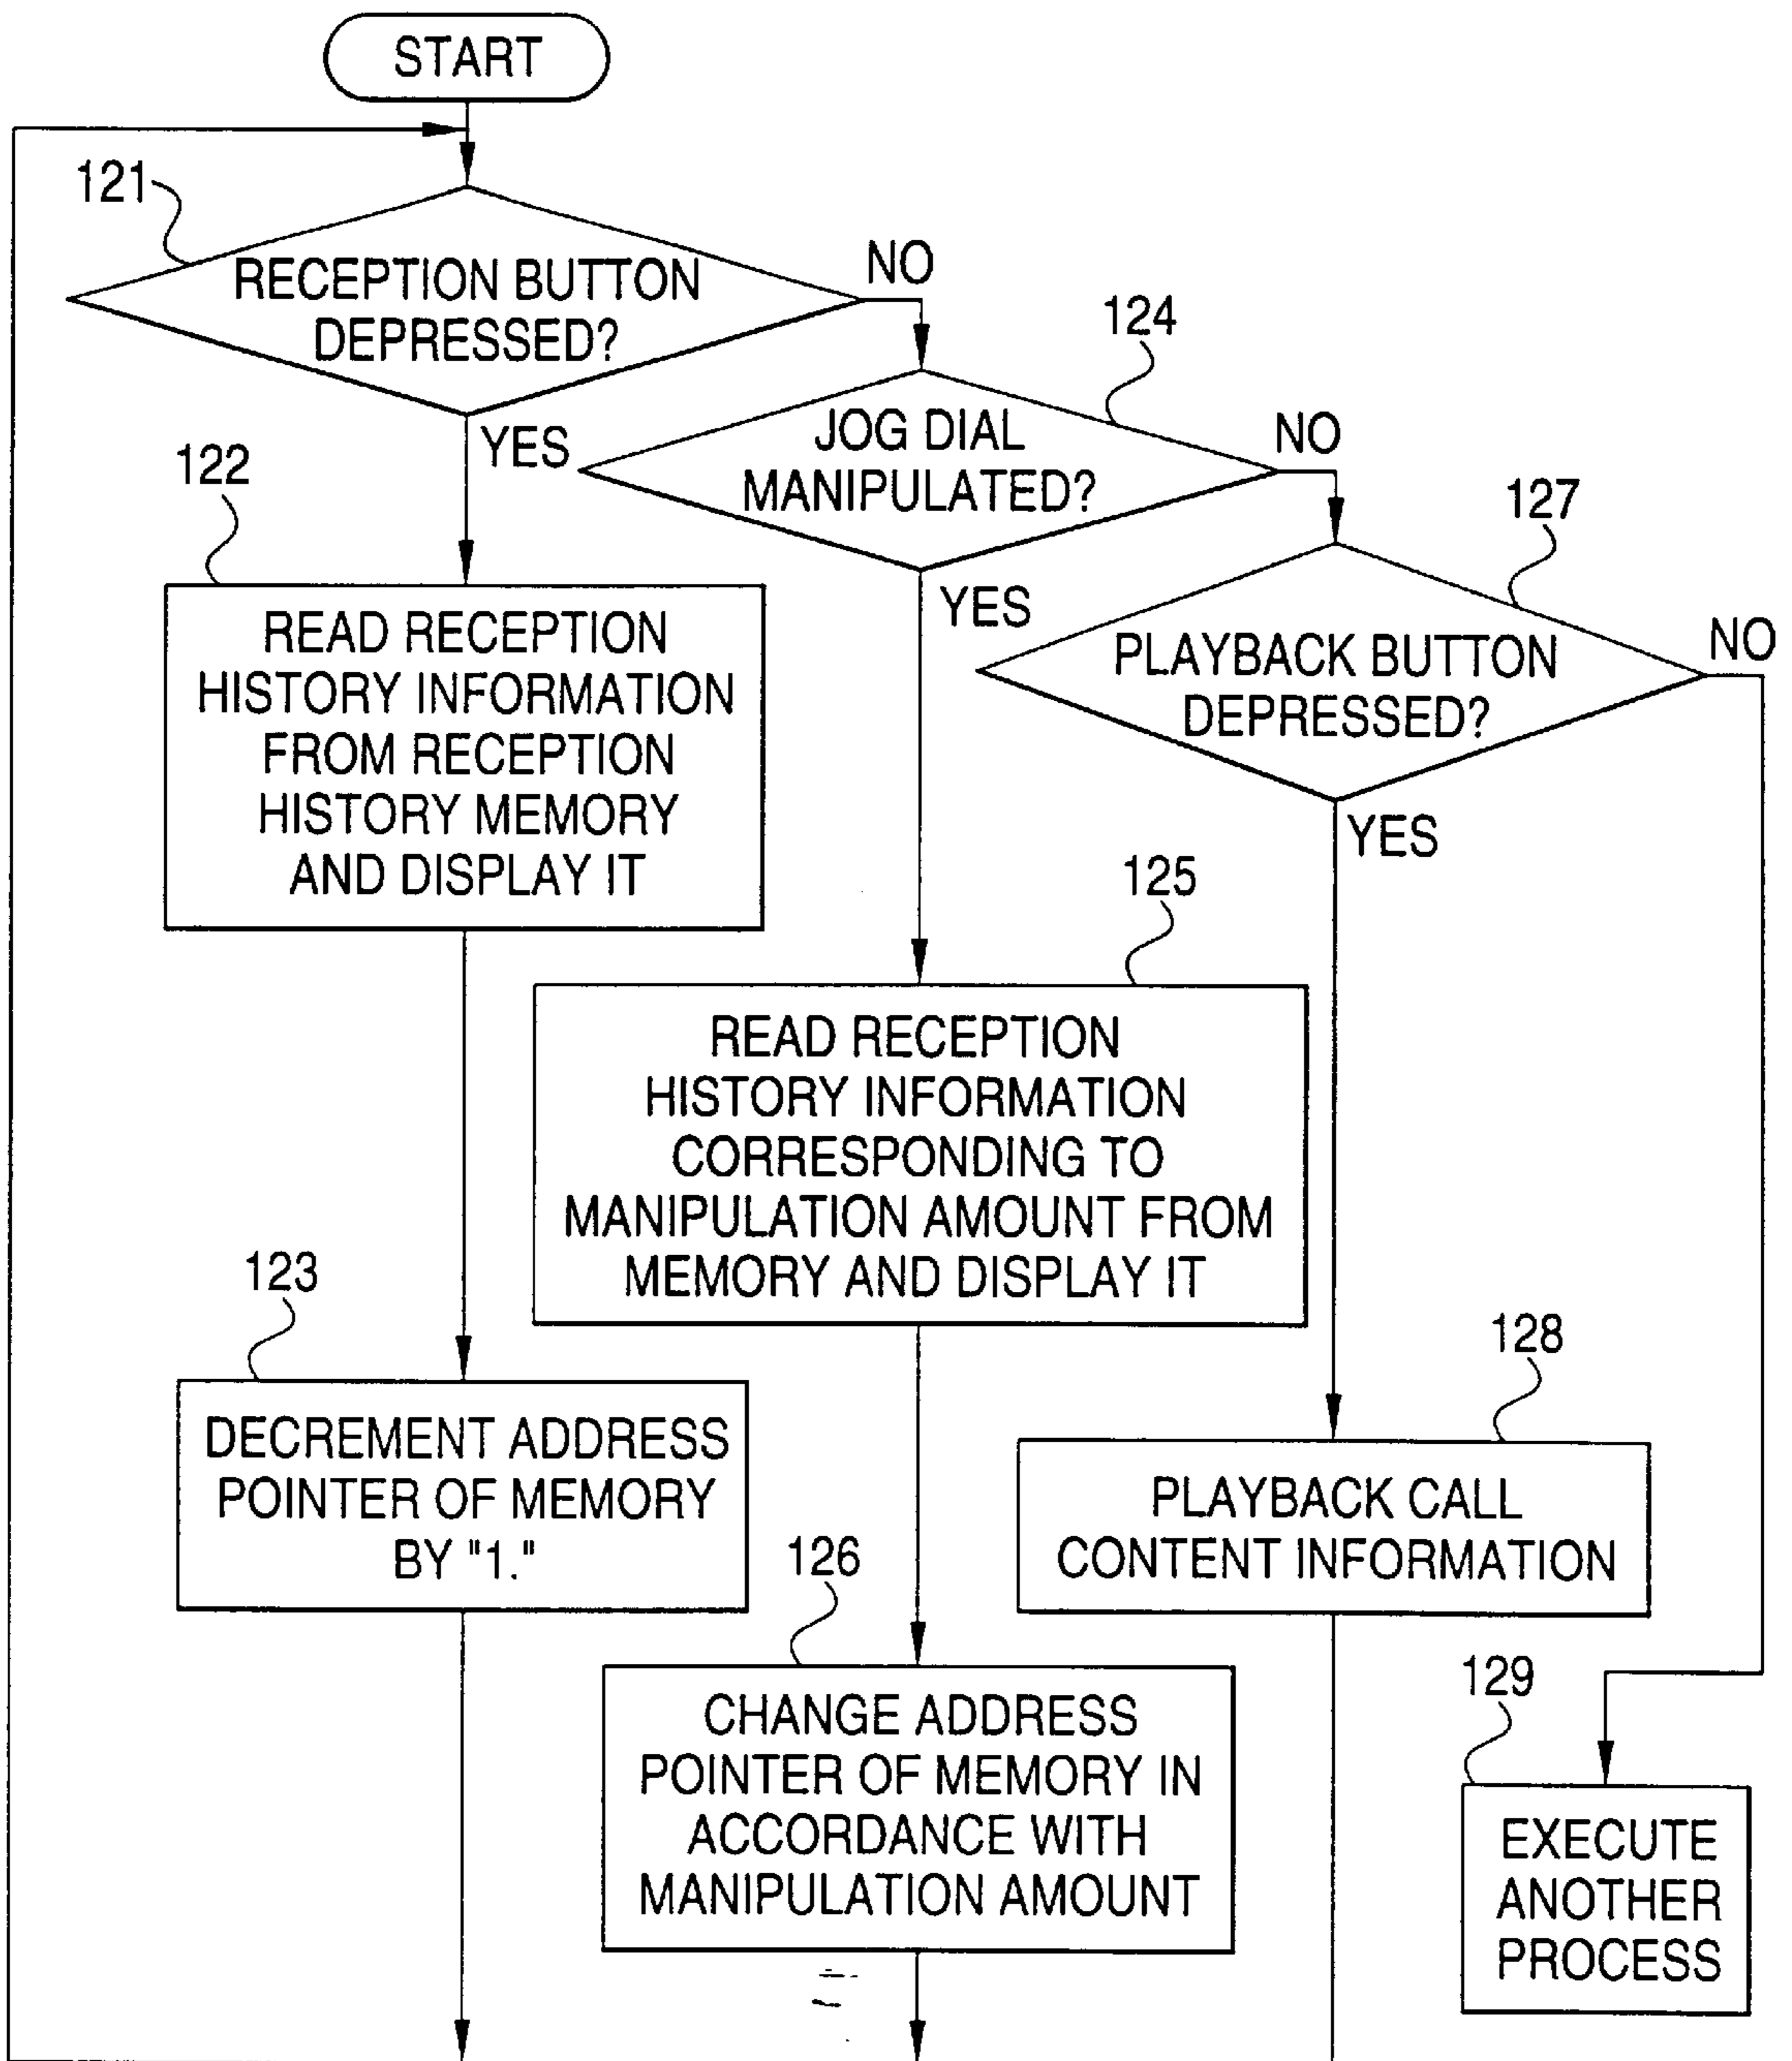 START
121
RECEPTION BUTTON
DEPRESSED?
NO
YES
124
JOG DIAL
MANIPULATED?
NO
YES
127
PLAYBACK BUTTON
DEPRESSED?
NO
YES
122
READ RECEPTION
HISTORY INFORMATION
FROM RECEPTION
HISTORY MEMORY
AND DISPLAY IT
125
READ RECEPTION
HISTORY INFORMATION
CORRESPONDING TO
MANIPULATION AMOUNT FROM
MEMORY AND DISPLAY IT
123
DECREMENT ADDRESS
POINTER OF MEMORY
BY "1."
128
PLAYBACK CALL
CONTENT INFORMATION
126
CHANGE ADDRESS
POINTER OF MEMORY IN
ACCORDANCE WITH
MANIPULATION AMOUNT
129
EXECUTE
ANOTHER
PROCESS